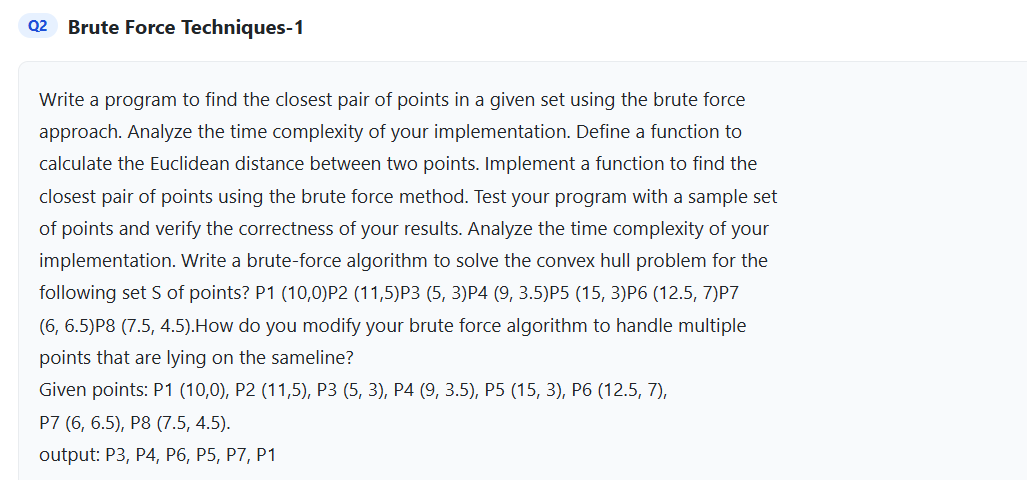 Q2 Brute Force Techniques-1
Write a program to find the closest pair of points in a given set using the brute force
approach. Analyze the time complexity of your implementation. Define a function to
calculate the Euclidean distance between two points. Implement a function to find the
closest pair of points using the brute force method. Test your program with a sample set
of points and verify the correctness of your results. Analyze the time complexity of your
implementation. Write a brute-force algorithm to solve the convex hull problem for the
following set S of points? P1 (10,0)P2 (11,5)P3 (5, 3)P4 (9, 3.5)P5 (15, 3)P6 (12.5, 7)P7
(6, 6.5)P8 (7.5, 4.5).How do you modify your brute force algorithm to handle multiple
points that are lying on the sameline?
Given points: P1 (10,0), P2 (11,5), P3 (5, 3), P4 (9, 3.5), P5 (15, 3), P6 (12.5, 7),
P7 (6, 6.5), P8 (7.5, 4.5).
output: P3, P4, P6, P5, P7, P1